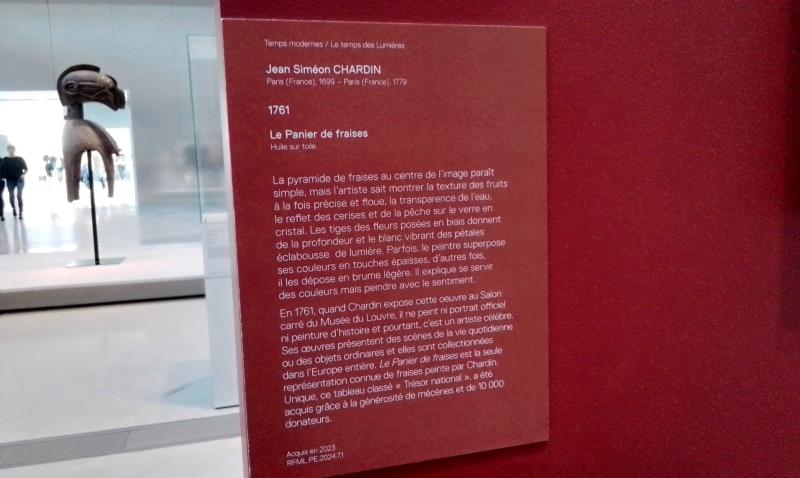 Temps modernes / Le temps des Lumières
Jean Siméon CHARDIN
Paris (France), 1699 – Paris (France), 1779
1761
Le Panier de fraises
Huile sur toile
La pyramide de fraises au centre de l'image paraît
simple, mais l'artiste sait montrer la texture des fruits
à la fois précise et floue, la transparence de l'eau,
le reflet des cerises et de la pêche sur le verre en
cristal. Les tiges des fleurs posées en biais donnent
de la profondeur et le blanc vibrant des pétales
éclabousse de lumière. Parfois, le peintre superpose
ses couleurs en touches épaisses, d'autres fois,
il les dépose en brume légère. Il explique se servir
des couleurs mais peindre avec le sentiment.
En 1761, quand Chardin expose cette oeuvre au Salon
carré du Musée du Louvre, il ne peint ni portrait officiel
ni peinture d'histoire et pourtant, c'est un artiste célèbre.
Ses œuvres présentent des scènes de la vie quotidienne
ou des objets ordinaires et elles sont collectionnées
dans l'Europe entière. Le Panier de fraises est la seule
représentation connue de fraises peinte par Chardin.
Unique, ce tableau classé « Trésor national », a été
acquis grâce à la générosité de mécènes et de 10 000
donateurs.
Acquis en 2023
RFML.PE.2024.7.1